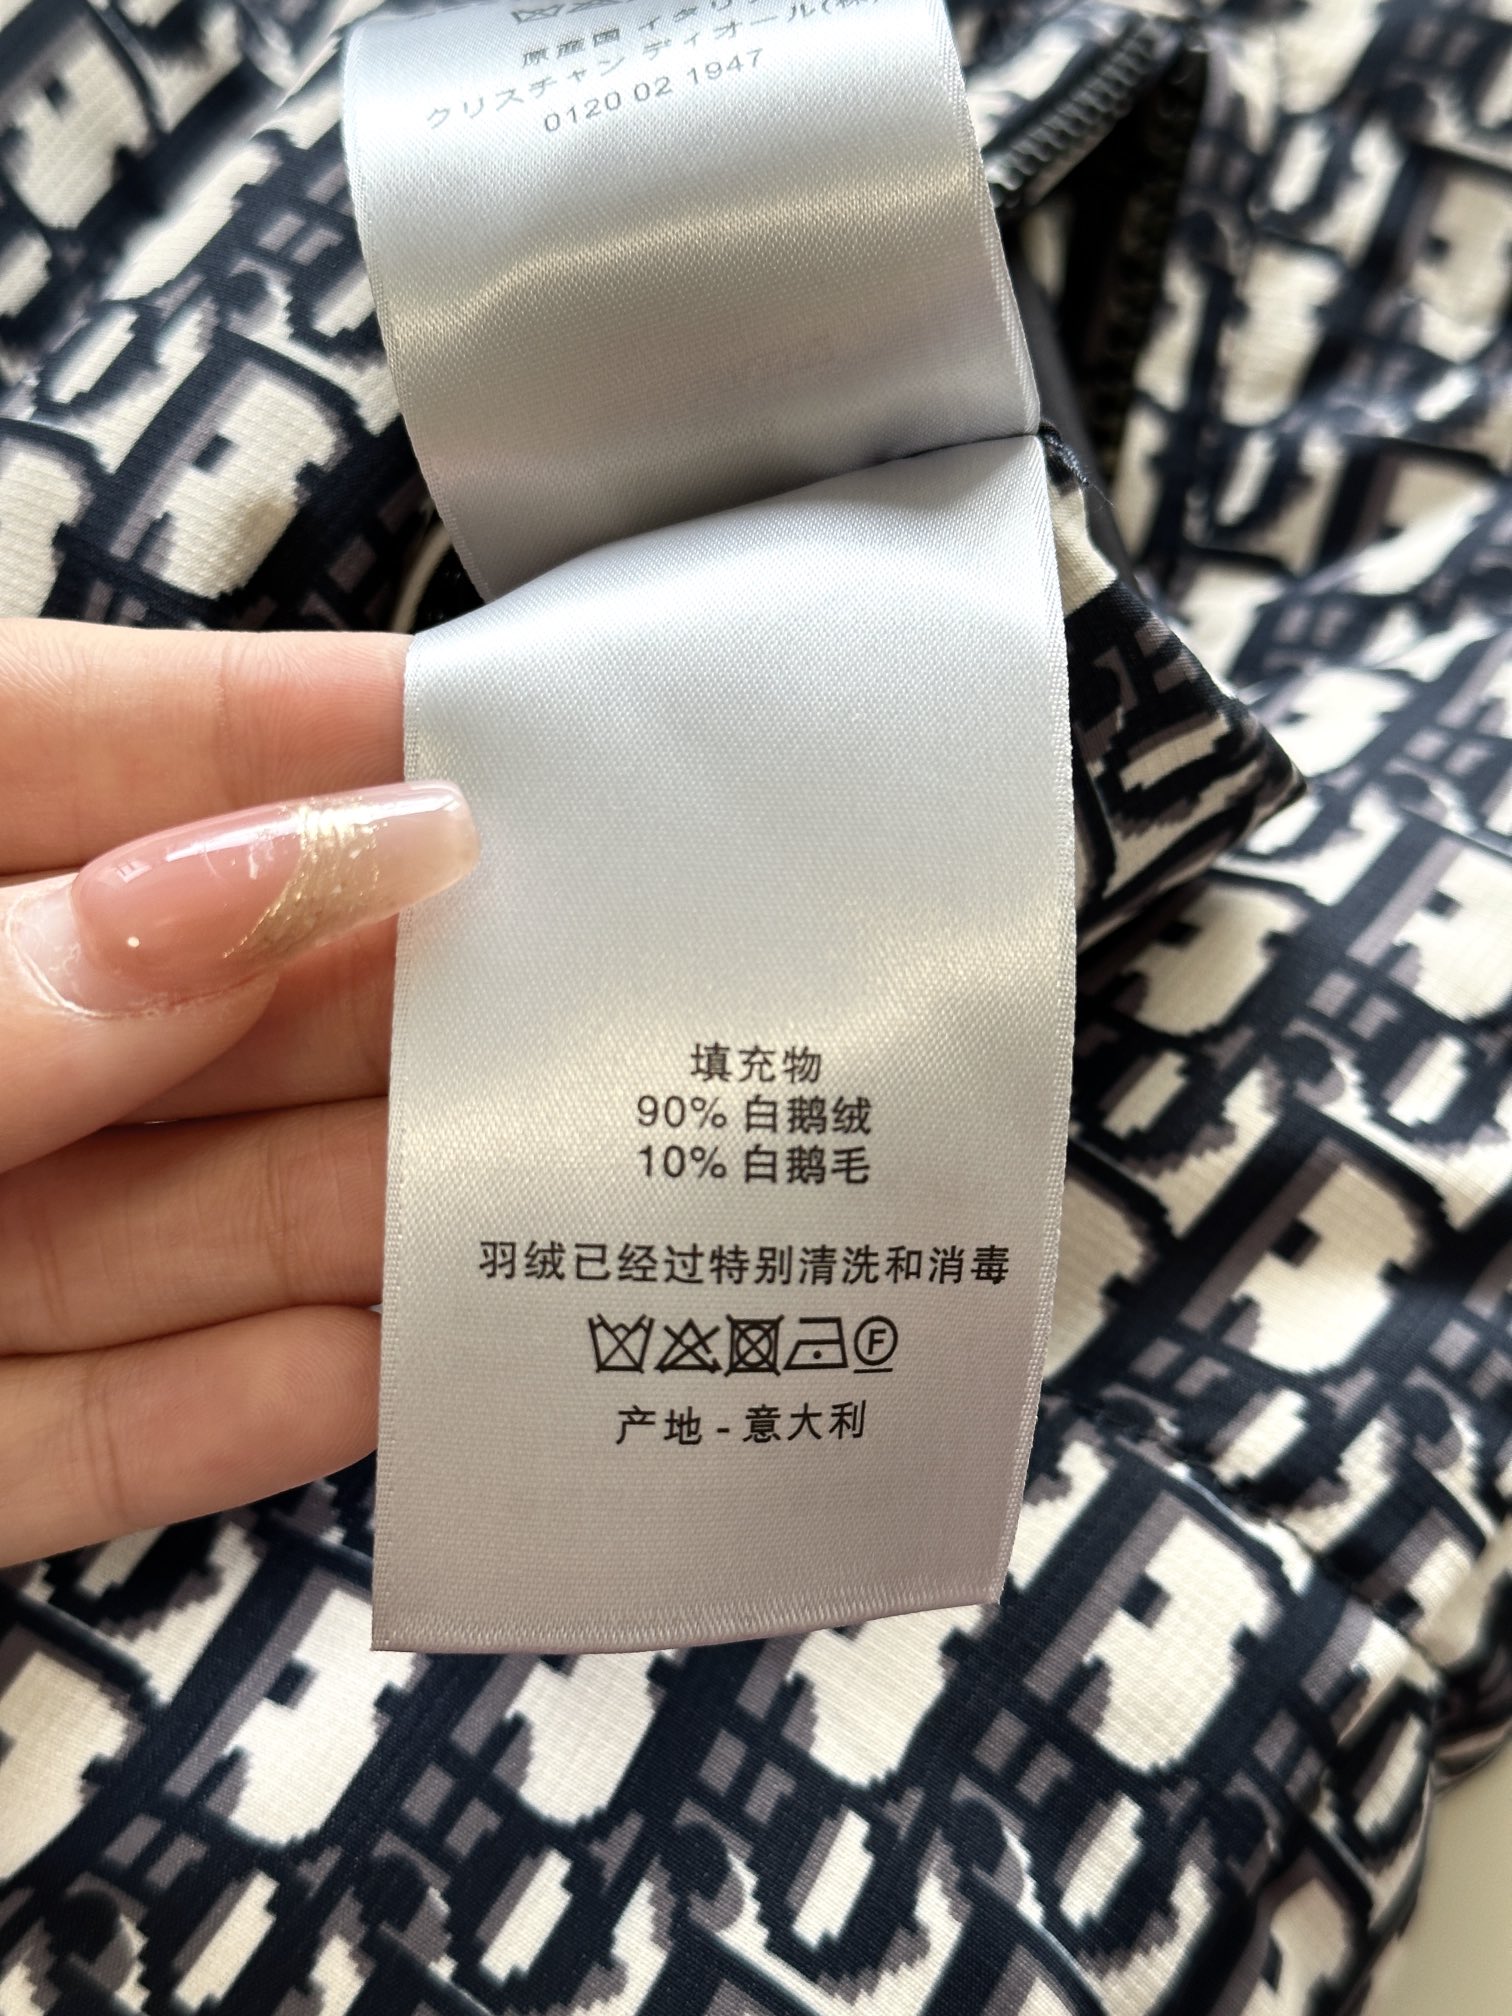 原産国 イタリア
クリスチャン ディオール(株)
0120 02 1947
填充物
90% 白鹅绒
10% 白鹅毛
羽绒已经过特别清洗和消毒
F
产地 - 意大利